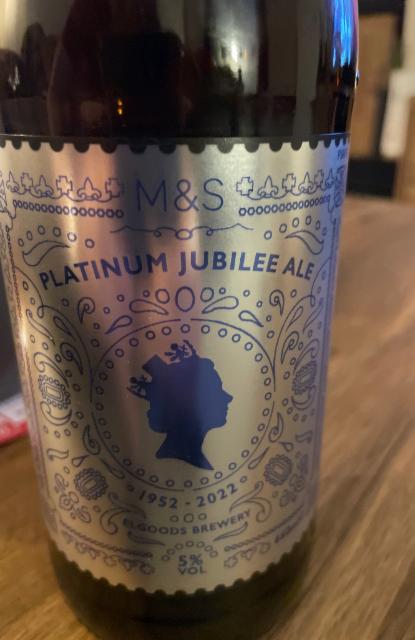 M&S
PLATINUM JUBILEE ALE
1952 - 2022
ELGOODS BREWERY
5%
VOL